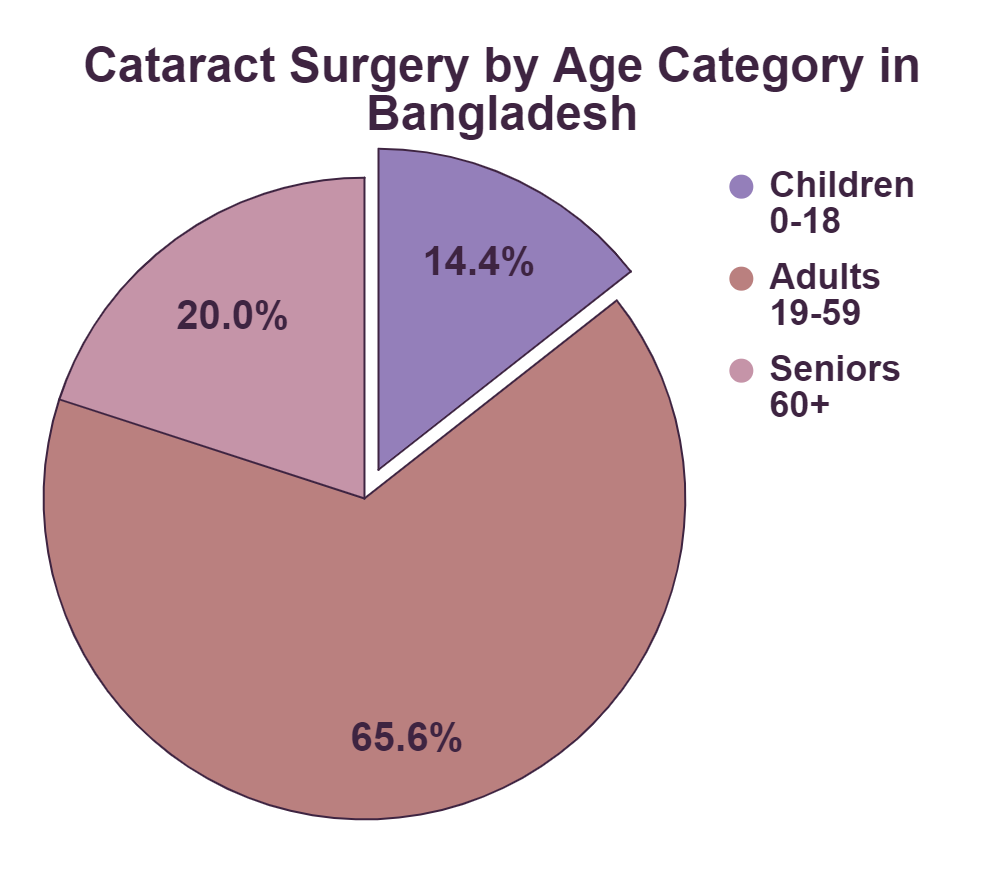 Cataract Surgery by Age Category in
Bangladesh
14.4%
20.0%
65.6%
Children
0-18
Adults
19-59
Seniors
60+